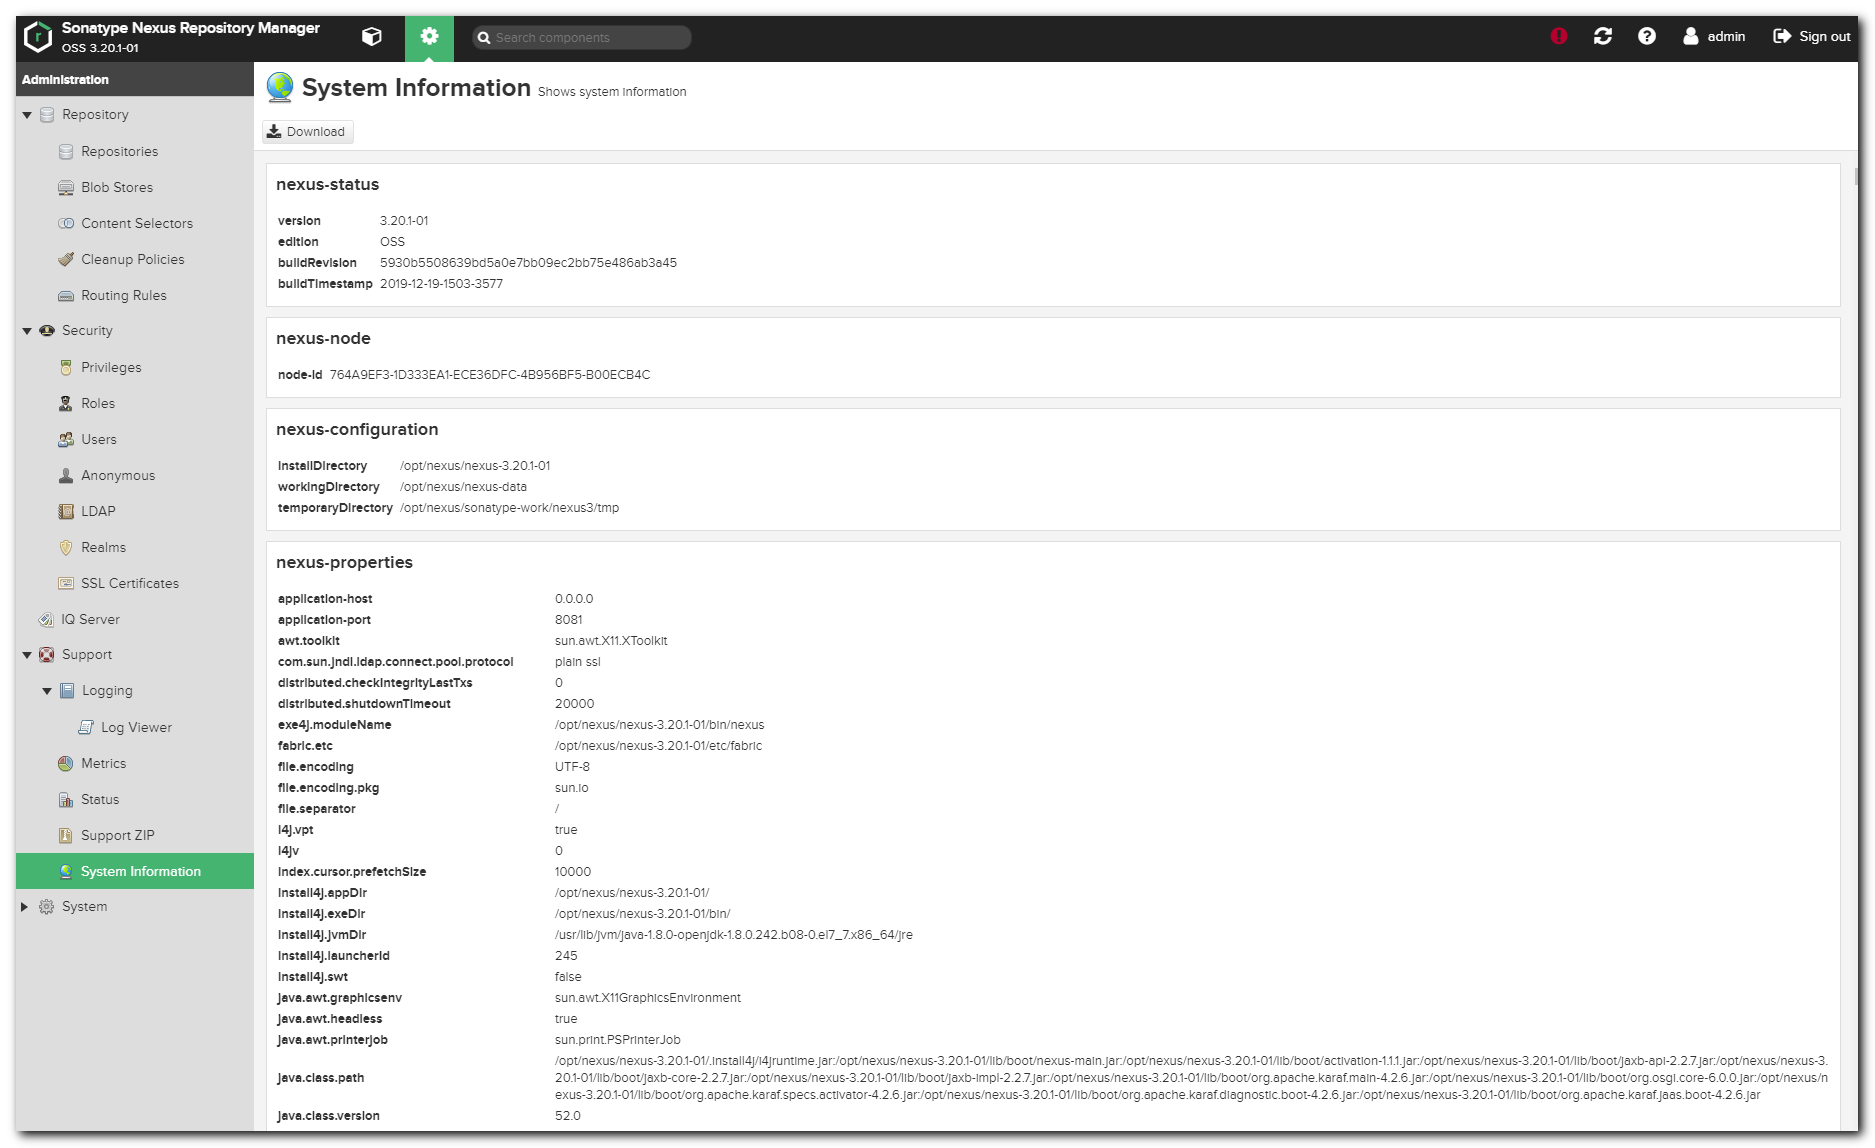 Sonatype Nexus Repository Manager
OSS 3.20.1-01
Search components
admin
Sign out
Administration
Repository
Repositories
Blob Stores
Content Selectors
Cleanup Policies
Routing Rules
Security
Privileges
Roles
Users
Anonymous
LDAP
Realms
SSL Certificates
IQ Server
Support
Logging
Log Viewer
Metrics
Status
Support ZIP
System Information
System
System Information Shows system information
Download
nexus-status
version 3.20.1-01
edition OSS
buildRevision 5930b5508639bd5a0e7bb09ec2bb75e486ab3a45
buildTimestamp 2019-12-19-1503-3577
nexus-node
node-id 764A9EF3-1D333EA1-ECE36DFC-4B956BF5-B00ECB4C
nexus-configuration
installDirectory /opt/nexus/nexus-3.20.1-01
workingDirectory /opt/nexus/nexus-data
temporaryDirectory /opt/nexus/sonatype-work/nexus3/tmp
nexus-properties
application-host 0.0.0.0
application-port 8081
awt.toolkit sun.awt.X11.XToolkit
com.sun.jndi.ldap.connect.pool.protocol plain ssl
distributed.checkIntegrityLastTxs 0
distributed.shutdownTimeout 20000
exe4j.moduleName /opt/nexus/nexus-3.20.1-01/bin/nexus
fabric.etc /opt/nexus/nexus-3.20.1-01/etc/fabric
file.encoding UTF-8
file.encoding.pkg sun.io
file.separator /
i4j.vpt true
i4jv 0
index.cursor.prefetchSize 10000
install4j.appDir /opt/nexus/nexus-3.20.1-01/
install4j.exeDir /opt/nexus/nexus-3.20.1-01/bin/
install4j.jvmDir /usr/lib/jvm/java-1.8.0-openjdk-1.8.0.242.b08-0.el7_7.x86_64/jre
install4j.launcherId 245
install4j.swt false
java.awt.graphicsenv sun.awt.X11GraphicsEnvironment
java.awt.headless true
java.awt.printerjob sun.print.PSPrinterJob
java.class.path /opt/nexus/nexus-3.20.1-01/.install4j/i4jruntime.jar:/opt/nexus/nexus-3.20.1-01/lib/boot/nexus-main.jar:/opt/nexus/nexus-3.20.1-01/lib/boot/activation-1.1.1.jar:/opt/nexus/nexus-3.20.1-01/lib/boot/jaxb-api-2.2.7.jar:/opt/nexus/nexus-3.
20.1-01/lib/boot/jaxb-core-2.2.7.jar:/opt/nexus/nexus-3.20.1-01/lib/boot/jaxb-impl-2.2.7.jar:/opt/nexus/nexus-3.20.1-01/lib/boot/org.apache.karaf.main-4.2.6.jar:/opt/nexus/nexus-3.20.1-01/lib/boot/org.osgi.core-6.0.0.jar:/opt/nexus/n
exus-3.20.1-01/lib/boot/org.apache.karaf.specs.activator-4.2.6.jar:/opt/nexus/nexus-3.20.1-01/lib/boot/org.apache.karaf.diagnostic.boot-4.2.6.jar:/opt/nexus/nexus-3.20.1-01/lib/boot/org.apache.karaf.jaas.boot-4.2.6.jar
java.class.version 52.0